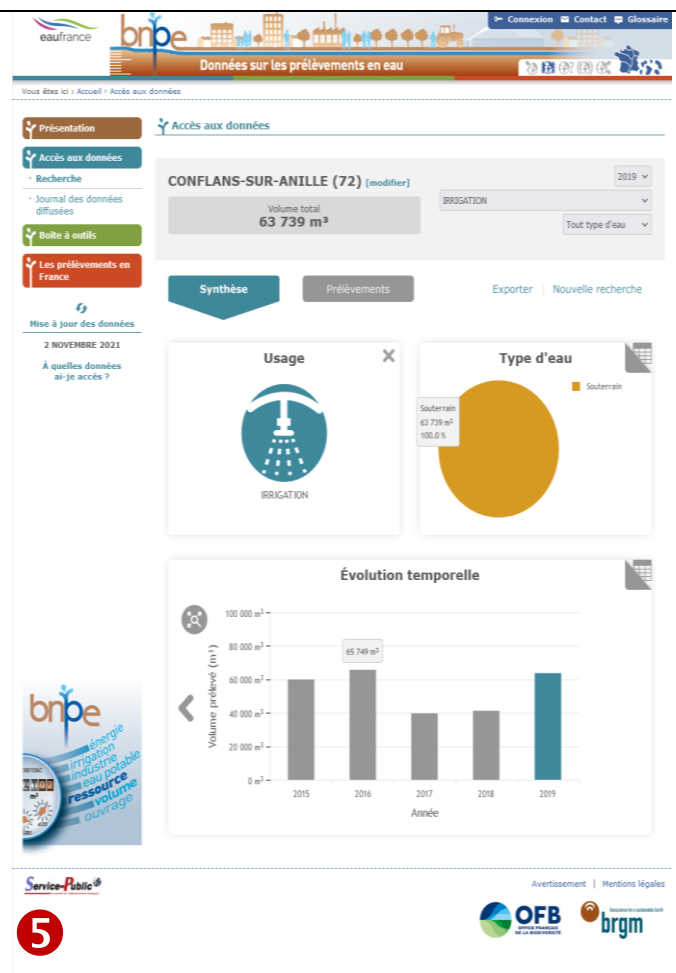 Connexion Contact Glossaire
eaufrance
bnpe
Données sur les prélèvements en eau
Vous êtes ici : Accueil › Accès aux données
Présentation
Accès aux données
Recherche
Journal des données
diffusées
Boîte à outils
Les prélèvements en
France
Mise à jour des données
2 NOVEMBRE 2021
À quelles données
ai-je accès ?
Accès aux données
CONFLANS-SUR-ANILLE (72) [modifier]
Volume total
63 739 m³
2019
IRRIGATION
Tout type d'eau
Synthèse
Prélèvements
Exporter | Nouvelle recherche
Usage
IRRIGATION
Type d'eau
Souterrain
Souterrain
63 739 m³
100.0 %
Évolution temporelle
100 000 m³
80 000 m³
60 000 m³
40 000 m³
20 000 m³
0 m³
Volume prélevé (m³)
65 749 m³
2015 2016 2017 2018 2019
Année
bnpe
énergie
irrigation
industrie
eau potable
ressource
volume
ouvrage
m³
Service-Public
Avertissement | Mentions légales
OFB
OFFICE FRANÇAIS
DE LA BIODIVERSITÉ
brgm
5